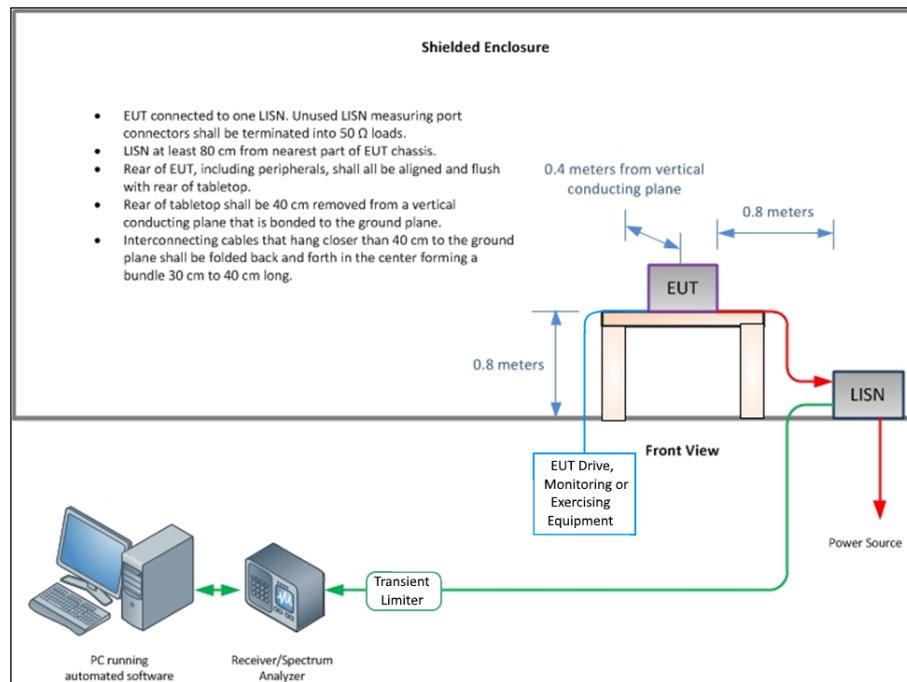 Shielded Enclosure
• EUT connected to one LISN. Unused LISN measuring port
connectors shall be terminated into 50 Ω loads.
• LISN at least 80 cm from nearest part of EUT chassis.
• Rear of EUT, including peripherals, shall all be aligned and flush
with rear of tabletop.
• Rear of tabletop shall be 40 cm removed from a vertical
conducting plane that is bonded to the ground plane.
• Interconnecting cables that hang closer than 40 cm to the ground
plane shall be folded back and forth in the center forming a
bundle 30 cm to 40 cm long.
0.4 meters from vertical
conducting plane
0.8 meters
EUT
0.8 meters
LISN
Front View
EUT Drive,
Monitoring or
Exercising
Equipment
Power Source
Transient
Limiter
PC running
automated software
Receiver/Spectrum
Analyzer